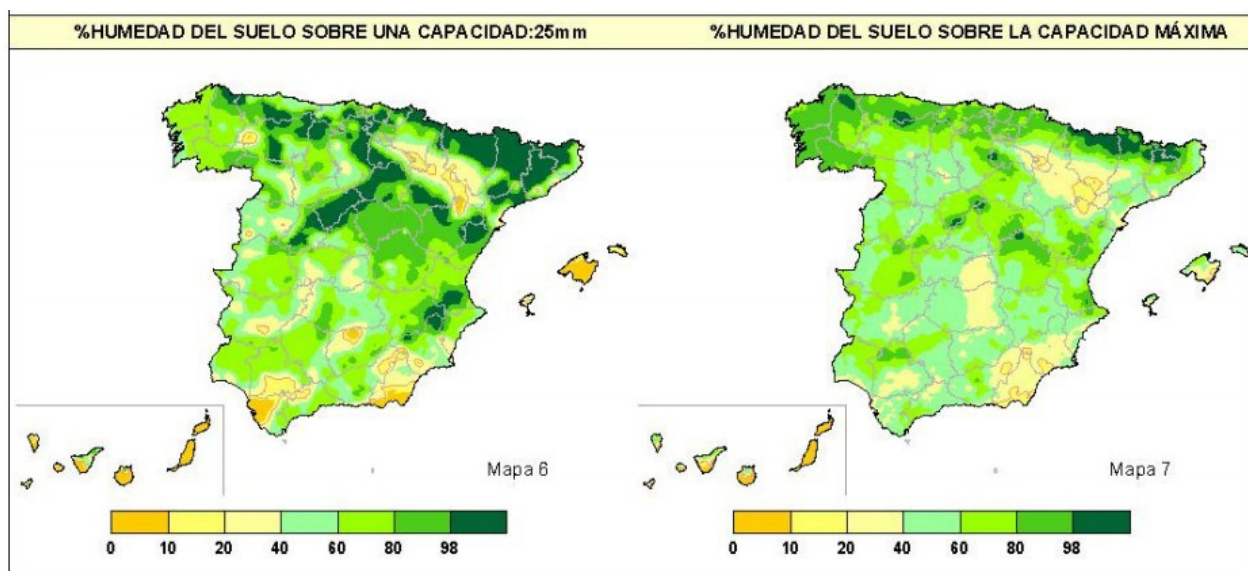 %HUMEDAD DEL SUELO SOBRE UNA CAPACIDAD:25mm
%HUMEDAD DEL SUELO SOBRE LA CAPACIDAD MÁXIMA
Mapa 6
Mapa 7
0 10 20 40 60 80 98
0 10 20 40 60 80 98